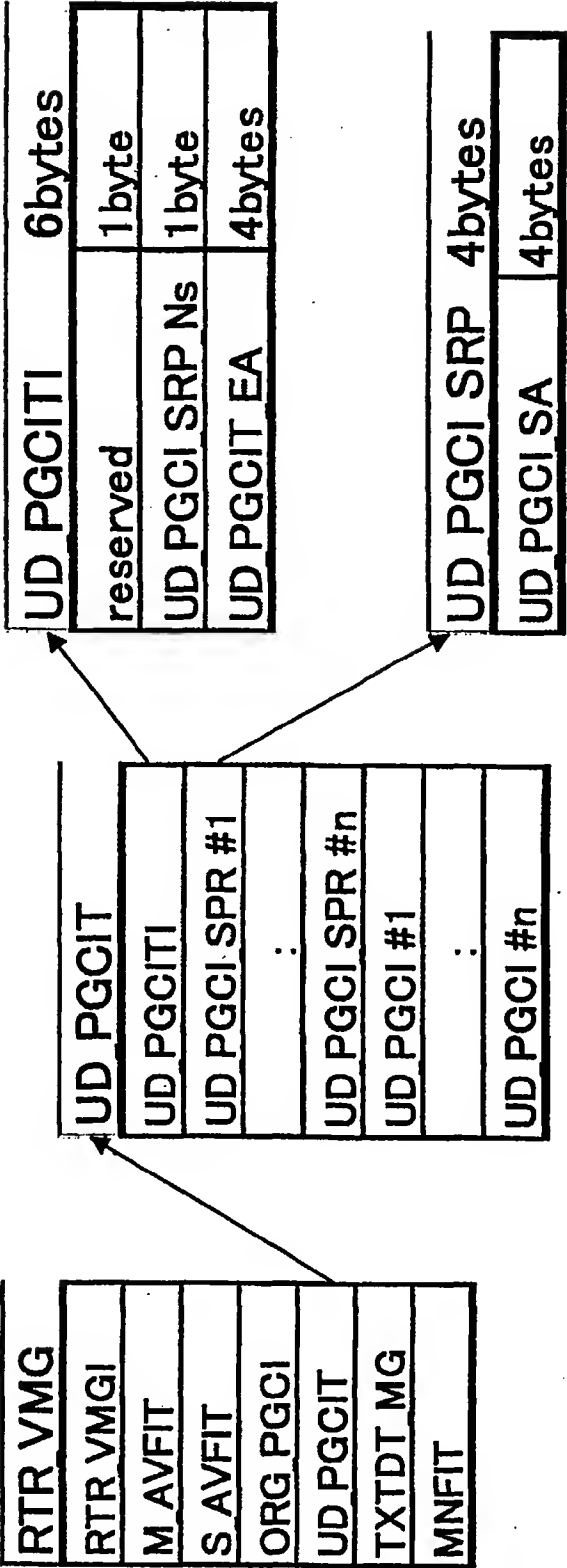 RTR VMG
RTR VMGI
M AVFIT
S AVFIT
ORG PGCI
UD PGCIT
TXTDT MG
MNFIT
UD PGCIT
UD PGCITI
UD PGCI SPR #1
:
UD PGCI SPR #n
UD PGCI #1
:
UD PGCI #n
UD PGCITI 6bytes
reserved 1byte
UD PGCI SRP Ns 1byte
UD PGCIT EA 4bytes
UD PGCI SRP 4bytes
UD PGCI SA 4bytes